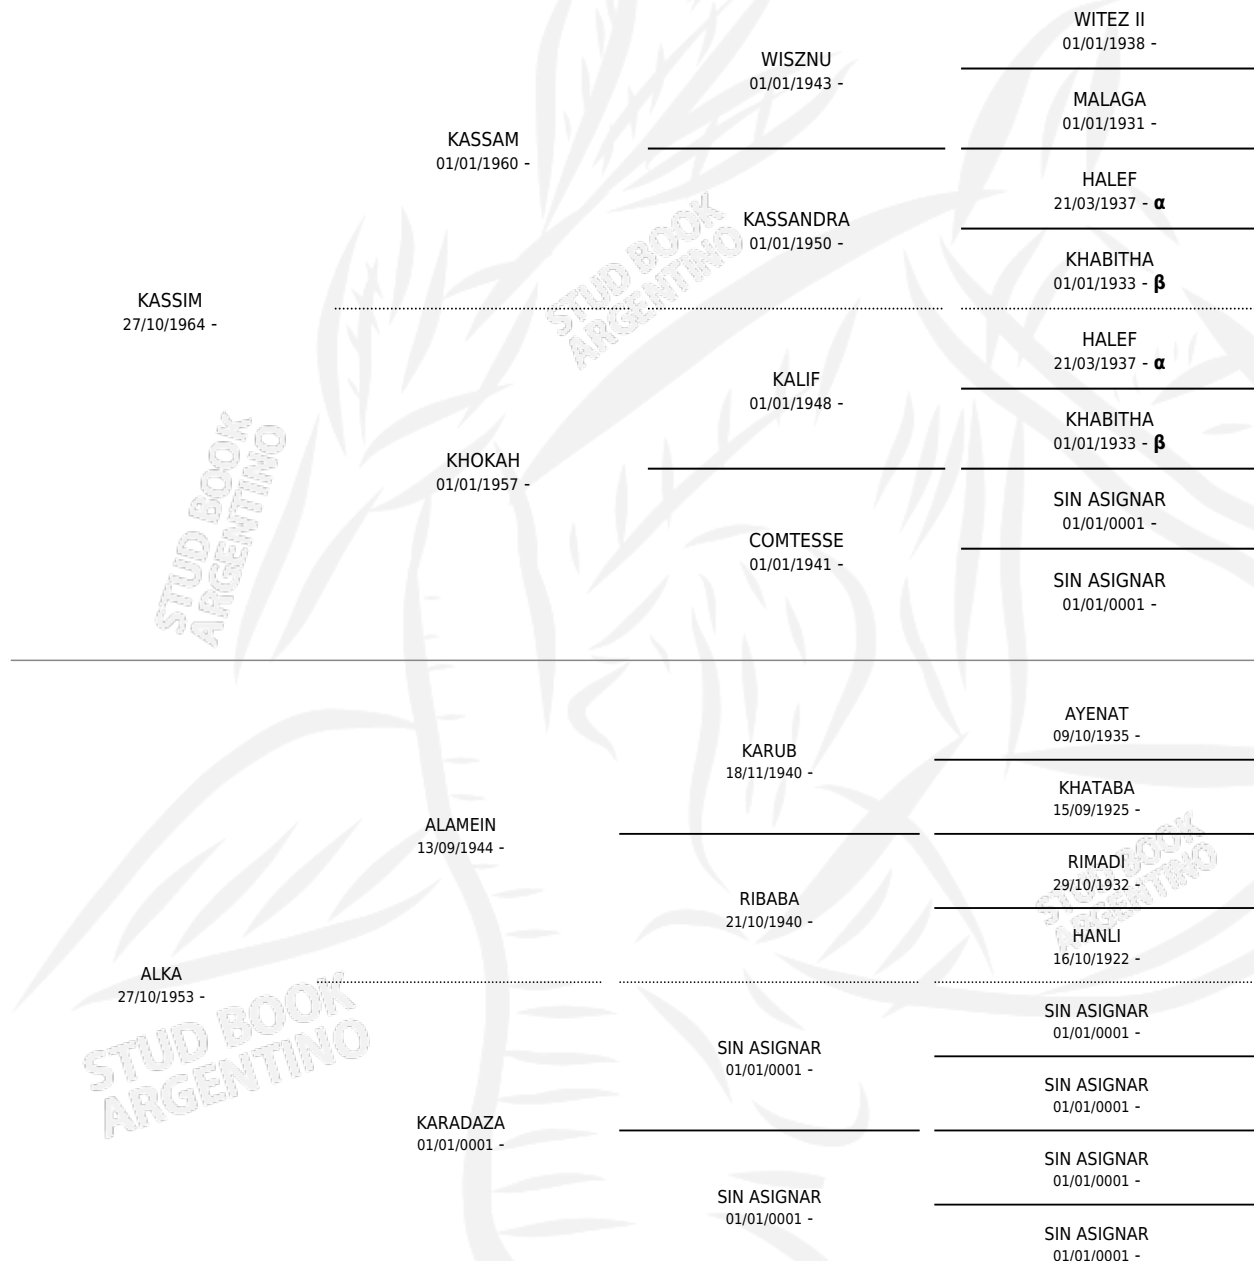 WITEZ II
01/01/1938 -
WISZNU
01/01/1943 -
MALAGA
01/01/1931 -
KASSAM
01/01/1960 -
HALEF
21/03/1937 - α
KASSANDRA
01/01/1950 -
KHABITHA
01/01/1933 - β
KASSIM
27/10/1964 -
HALEF
21/03/1937 - α
KALIF
01/01/1948 -
KHABITHA
01/01/1933 - β
KHOKAH
01/01/1957 -
SIN ASIGNAR
01/01/0001 -
COMTESSE
01/01/1941 -
SIN ASIGNAR
01/01/0001 -
AYENAT
09/10/1935 -
KARUB
18/11/1940 -
KHATABA
15/09/1925 -
ALAMEIN
13/09/1944 -
RIMADI
29/10/1932 -
RIBABA
21/10/1940 -
HANLI
16/10/1922 -
ALKA
27/10/1953 -
SIN ASIGNAR
01/01/0001 -
SIN ASIGNAR
01/01/0001 -
SIN ASIGNAR
01/01/0001 -
KARADAZA
01/01/0001 -
SIN ASIGNAR
01/01/0001 -
SIN ASIGNAR
01/01/0001 -
SIN ASIGNAR
01/01/0001 -
STUD BOOK
ARGENTINO
STUD BOOK
ARGENTINO
STUD BOOK
ARGENTINO
STUD BOOK
ARGENTINO